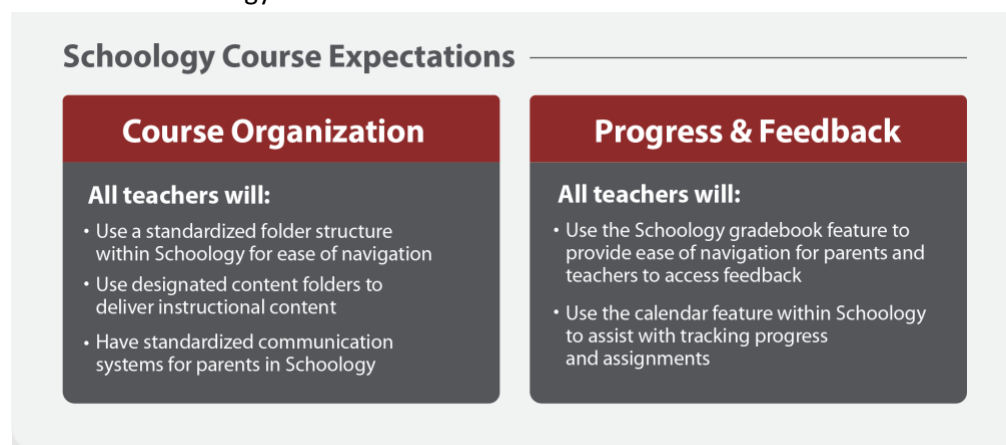 Schoology Course Expectations
Course Organization
All teachers will:
• Use a standardized folder structure
within Schoology for ease of navigation
• Use designated content folders to
deliver instructional content
• Have standardized communication
systems for parents in Schoology
Progress & Feedback
All teachers will:
• Use the Schoology gradebook feature to
provide ease of navigation for parents and
teachers to access feedback
• Use the calendar feature within Schoology
to assist with tracking progress
and assignments